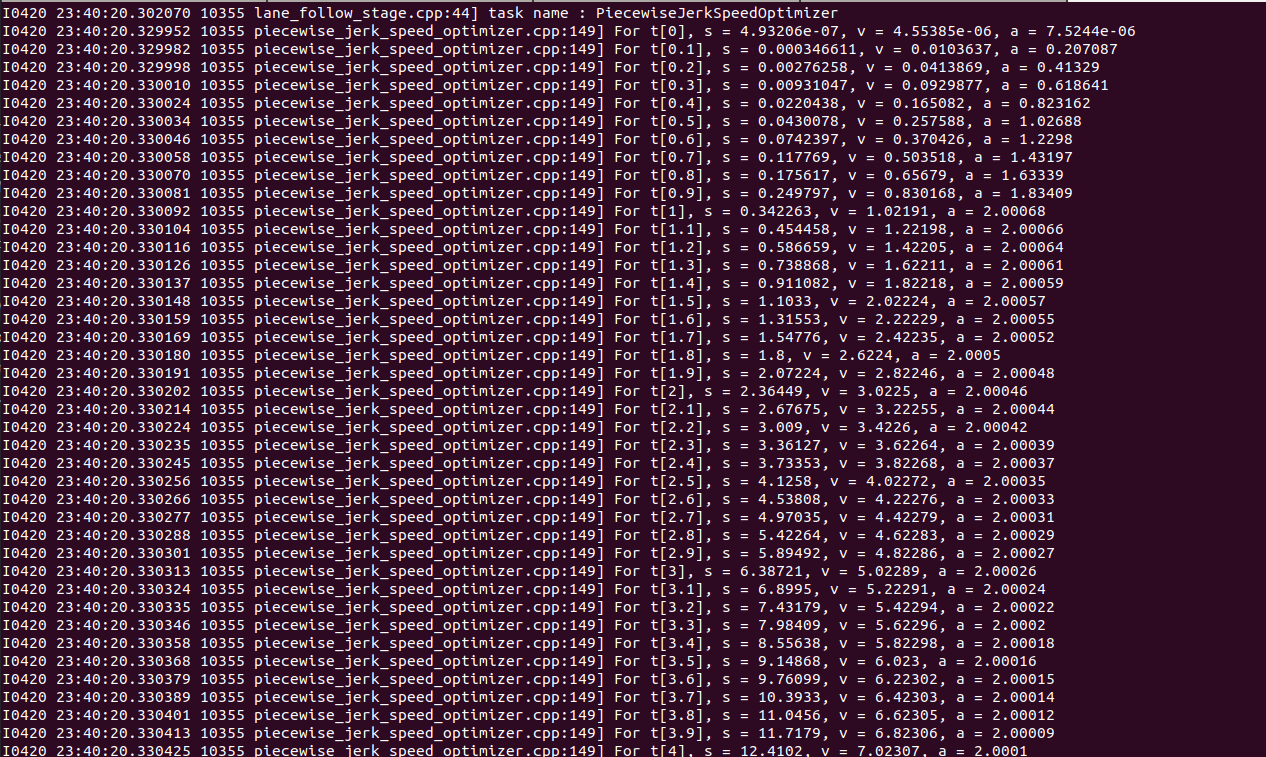 I0420 23:40:20.302070 10355 lane_follow_stage.cpp:44] task name : PiecewiseJerkSpeedOptimizer
I0420 23:40:20.329952 10355 piecewise_jerk_speed_optimizer.cpp:149] For t[0], s = 4.93206e-07, v = 4.55385e-06, a = 7.5244e-06
I0420 23:40:20.329982 10355 piecewise_jerk_speed_optimizer.cpp:149] For t[0.1], s = 0.000346611, v = 0.0103637, a = 0.207087
I0420 23:40:20.329998 10355 piecewise_jerk_speed_optimizer.cpp:149] For t[0.2], s = 0.00276258, v = 0.0413869, a = 0.41329
I0420 23:40:20.330010 10355 piecewise_jerk_speed_optimizer.cpp:149] For t[0.3], s = 0.00931047, v = 0.0929877, a = 0.618641
I0420 23:40:20.330024 10355 piecewise_jerk_speed_optimizer.cpp:149] For t[0.4], s = 0.0220438, v = 0.165082, a = 0.823162
I0420 23:40:20.330034 10355 piecewise_jerk_speed_optimizer.cpp:149] For t[0.5], s = 0.0430078, v = 0.257588, a = 1.02688
I0420 23:40:20.330046 10355 piecewise_jerk_speed_optimizer.cpp:149] For t[0.6], s = 0.0742397, v = 0.370426, a = 1.2298
I0420 23:40:20.330058 10355 piecewise_jerk_speed_optimizer.cpp:149] For t[0.7], s = 0.117769, v = 0.503518, a = 1.43197
I0420 23:40:20.330070 10355 piecewise_jerk_speed_optimizer.cpp:149] For t[0.8], s = 0.175617, v = 0.65679, a = 1.63339
I0420 23:40:20.330081 10355 piecewise_jerk_speed_optimizer.cpp:149] For t[0.9], s = 0.249797, v = 0.830168, a = 1.83409
I0420 23:40:20.330092 10355 piecewise_jerk_speed_optimizer.cpp:149] For t[1], s = 0.342263, v = 1.02191, a = 2.00068
I0420 23:40:20.330104 10355 piecewise_jerk_speed_optimizer.cpp:149] For t[1.1], s = 0.454458, v = 1.22198, a = 2.00066
I0420 23:40:20.330116 10355 piecewise_jerk_speed_optimizer.cpp:149] For t[1.2], s = 0.586659, v = 1.42205, a = 2.00064
I0420 23:40:20.330126 10355 piecewise_jerk_speed_optimizer.cpp:149] For t[1.3], s = 0.738868, v = 1.62211, a = 2.00061
I0420 23:40:20.330137 10355 piecewise_jerk_speed_optimizer.cpp:149] For t[1.4], s = 0.911082, v = 1.82218, a = 2.00059
I0420 23:40:20.330148 10355 piecewise_jerk_speed_optimizer.cpp:149] For t[1.5], s = 1.1033, v = 2.02224, a = 2.00057
I0420 23:40:20.330159 10355 piecewise_jerk_speed_optimizer.cpp:149] For t[1.6], s = 1.31553, v = 2.22229, a = 2.00055
I0420 23:40:20.330169 10355 piecewise_jerk_speed_optimizer.cpp:149] For t[1.7], s = 1.54776, v = 2.42235, a = 2.00052
I0420 23:40:20.330180 10355 piecewise_jerk_speed_optimizer.cpp:149] For t[1.8], s = 1.8, v = 2.6224, a = 2.0005
I0420 23:40:20.330191 10355 piecewise_jerk_speed_optimizer.cpp:149] For t[1.9], s = 2.07224, v = 2.82246, a = 2.00048
I0420 23:40:20.330202 10355 piecewise_jerk_speed_optimizer.cpp:149] For t[2], s = 2.36449, v = 3.0225, a = 2.00046
I0420 23:40:20.330214 10355 piecewise_jerk_speed_optimizer.cpp:149] For t[2.1], s = 2.67675, v = 3.22255, a = 2.00044
I0420 23:40:20.330224 10355 piecewise_jerk_speed_optimizer.cpp:149] For t[2.2], s = 3.009, v = 3.4226, a = 2.00042
I0420 23:40:20.330235 10355 piecewise_jerk_speed_optimizer.cpp:149] For t[2.3], s = 3.36127, v = 3.62264, a = 2.00039
I0420 23:40:20.330245 10355 piecewise_jerk_speed_optimizer.cpp:149] For t[2.4], s = 3.73353, v = 3.82268, a = 2.00037
I0420 23:40:20.330256 10355 piecewise_jerk_speed_optimizer.cpp:149] For t[2.5], s = 4.1258, v = 4.02272, a = 2.00035
I0420 23:40:20.330266 10355 piecewise_jerk_speed_optimizer.cpp:149] For t[2.6], s = 4.53808, v = 4.22276, a = 2.00033
I0420 23:40:20.330277 10355 piecewise_jerk_speed_optimizer.cpp:149] For t[2.7], s = 4.97035, v = 4.42279, a = 2.00031
I0420 23:40:20.330288 10355 piecewise_jerk_speed_optimizer.cpp:149] For t[2.8], s = 5.42264, v = 4.62283, a = 2.00029
I0420 23:40:20.330301 10355 piecewise_jerk_speed_optimizer.cpp:149] For t[2.9], s = 5.89492, v = 4.82286, a = 2.00027
I0420 23:40:20.330313 10355 piecewise_jerk_speed_optimizer.cpp:149] For t[3], s = 6.38721, v = 5.02289, a = 2.00026
I0420 23:40:20.330324 10355 piecewise_jerk_speed_optimizer.cpp:149] For t[3.1], s = 6.8995, v = 5.22291, a = 2.00024
I0420 23:40:20.330335 10355 piecewise_jerk_speed_optimizer.cpp:149] For t[3.2], s = 7.43179, v = 5.42294, a = 2.00022
I0420 23:40:20.330346 10355 piecewise_jerk_speed_optimizer.cpp:149] For t[3.3], s = 7.98409, v = 5.62296, a = 2.0002
I0420 23:40:20.330358 10355 piecewise_jerk_speed_optimizer.cpp:149] For t[3.4], s = 8.55638, v = 5.82298, a = 2.00018
I0420 23:40:20.330368 10355 piecewise_jerk_speed_optimizer.cpp:149] For t[3.5], s = 9.14868, v = 6.023, a = 2.00016
I0420 23:40:20.330379 10355 piecewise_jerk_speed_optimizer.cpp:149] For t[3.6], s = 9.76099, v = 6.22302, a = 2.00015
I0420 23:40:20.330389 10355 piecewise_jerk_speed_optimizer.cpp:149] For t[3.7], s = 10.3933, v = 6.42303, a = 2.00014
I0420 23:40:20.330401 10355 piecewise_jerk_speed_optimizer.cpp:149] For t[3.8], s = 11.0456, v = 6.62305, a = 2.00012
I0420 23:40:20.330413 10355 piecewise_jerk_speed_optimizer.cpp:149] For t[3.9], s = 11.7179, v = 6.82306, a = 2.00009
I0420 23:40:20.330425 10355 piecewise_jerk_speed_optimizer.cpp:149] For t[4], s = 12.4102, v = 7.02307, a = 2.0001